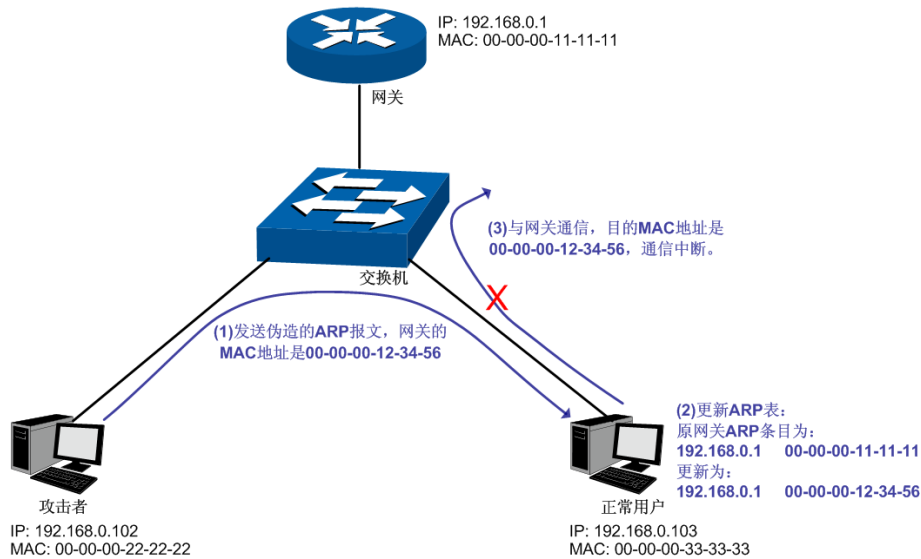 IP: 192.168.0.1
MAC: 00-00-00-11-11-11
网关
(3)与网关通信，目的MAC地址是
00-00-00-12-34-56，通信中断。
交换机
(1)发送伪造的ARP报文，网关的
MAC地址是00-00-00-12-34-56
(2)更新ARP表：
原网关ARP条目为：
192.168.0.1 00-00-00-11-11-11
更新为：
192.168.0.1 00-00-00-12-34-56
攻击者
IP: 192.168.0.102
MAC: 00-00-00-22-22-22
正常用户
IP: 192.168.0.103
MAC: 00-00-00-33-33-33